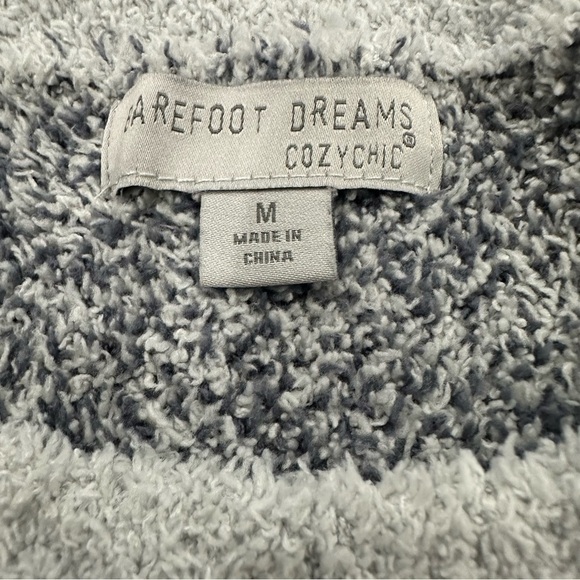 BAREFOOT DREAMS
COZYCHIC®
M
MADE IN
CHINA